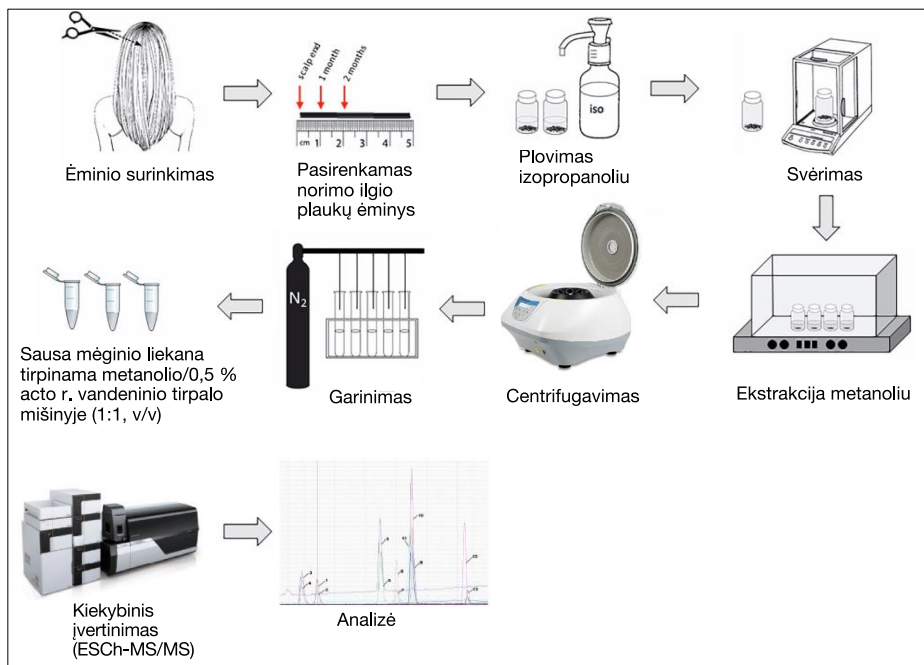 scalp end
1 month
2 months
cm 1 2 3 4 5
iso
Ėminio surinkimas
Pasirenkamas
norimo ilgio
plaukų ėminys
Plovimas
izopropanoliu
Svėrimas
N2
Sausa mėginio liekana
tirpinama metanolio/0,5 %
acto r. vandeninio tirpalo
mišinyje (1:1, v/v)
Garinimas
Centrifugavimas
Ekstrakcija metanoliu
Kiekybinis
įvertinimas
(ESCh-MS/MS)
Analizė